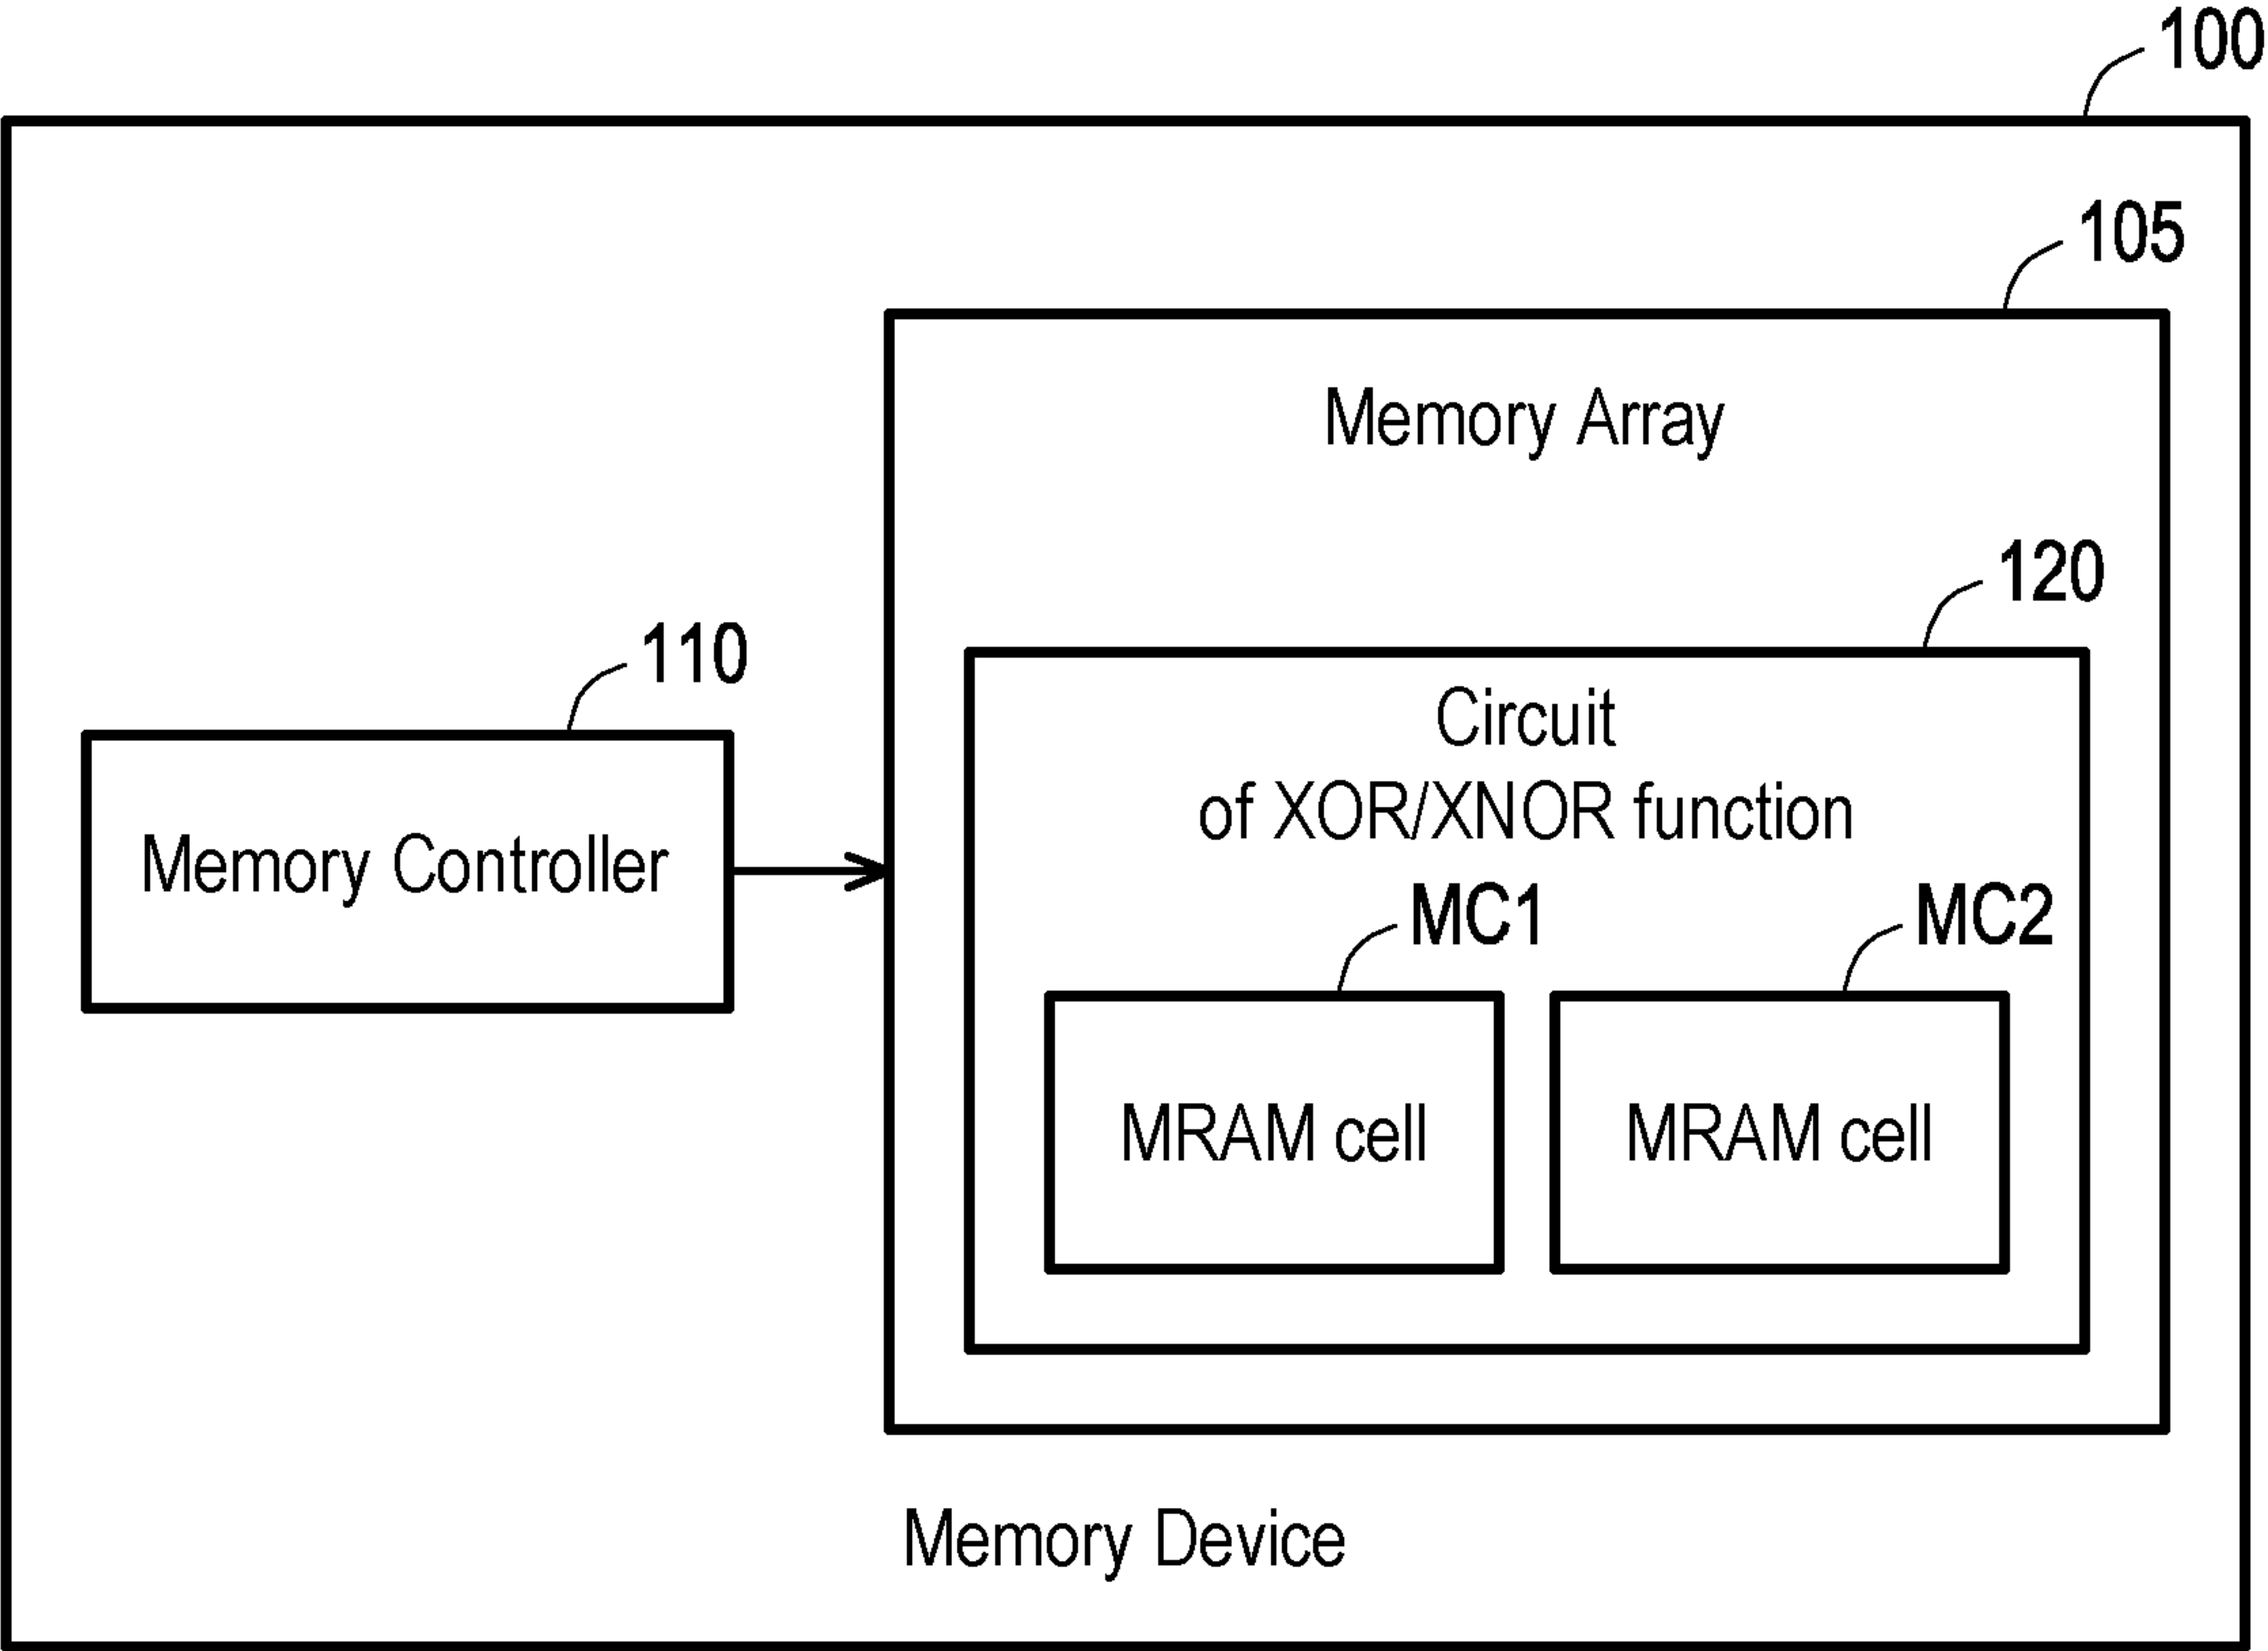 100
105
Memory Array
120
110
Circuit
of XOR/XNOR function
Memory Controller
MC1
MC2
MRAM cell
MRAM cell
Memory Device